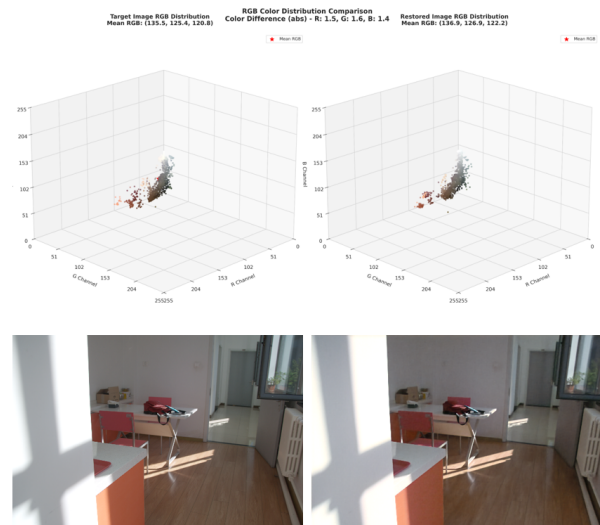 RGB Color Distribution Comparison
Color Difference (abs) - R: 1.5, G: 1.6, B: 1.4
Target Image RGB Distribution
Mean RGB: (135.5, 125.4, 120.8)
Restored Image RGB Distribution
Mean RGB: (136.9, 126.9, 122.2)
Mean RGB
Mean RGB
255
204
153
102
51
0
0
51
102
153
204
255
255
204
153
102
51
0
G Channel
R Channel
B Channel
255
204
153
102
51
0
0
51
102
153
204
255
255
204
153
102
51
0
G Channel
R Channel